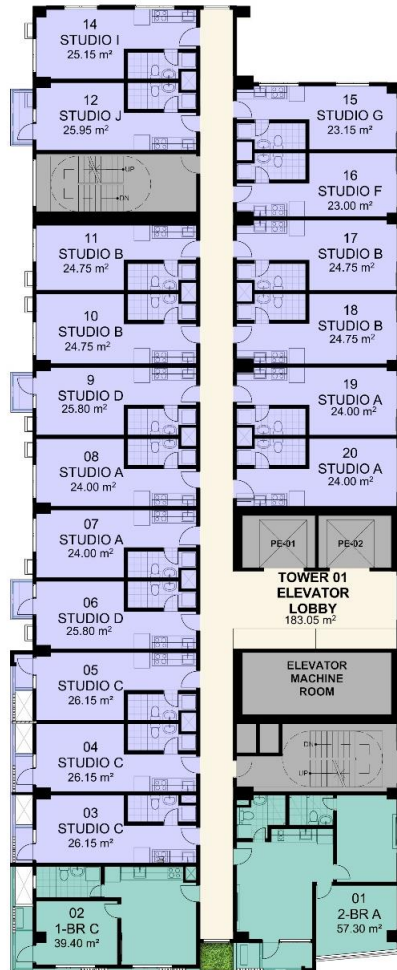 14
STUDIO I
25.15 m²
12
STUDIO J
25.95 m²
UP
DN
11
STUDIO B
24.75 m²
10
STUDIO B
24.75 m²
9
STUDIO D
25.80 m²
08
STUDIO A
24.00 m²
07
STUDIO A
24.00 m²
06
STUDIO D
25.80 m²
05
STUDIO C
26.15 m²
04
STUDIO C
26.15 m²
03
STUDIO C
26.15 m²
02
1-BR C
39.40 m²
15
STUDIO G
23.15 m²
16
STUDIO F
23.00 m²
17
STUDIO B
24.75 m²
18
STUDIO B
24.75 m²
19
STUDIO A
24.00 m²
20
STUDIO A
24.00 m²
PE-01
PE-02
TOWER 01
ELEVATOR
LOBBY
183.05 m²
ELEVATOR
MACHINE
ROOM
DN
UP
01
2-BR A
57.30 m²